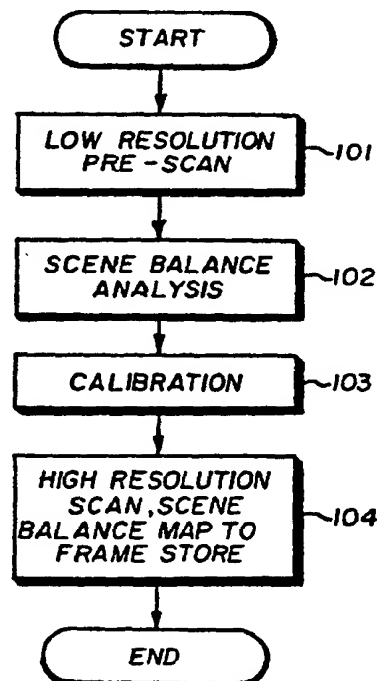 START
LOW RESOLUTION
PRE-SCAN
101
SCENE BALANCE
ANALYSIS
102
CALIBRATION
103
HIGH RESOLUTION
SCAN, SCENE
BALANCE MAP TO
FRAME STORE
104
END